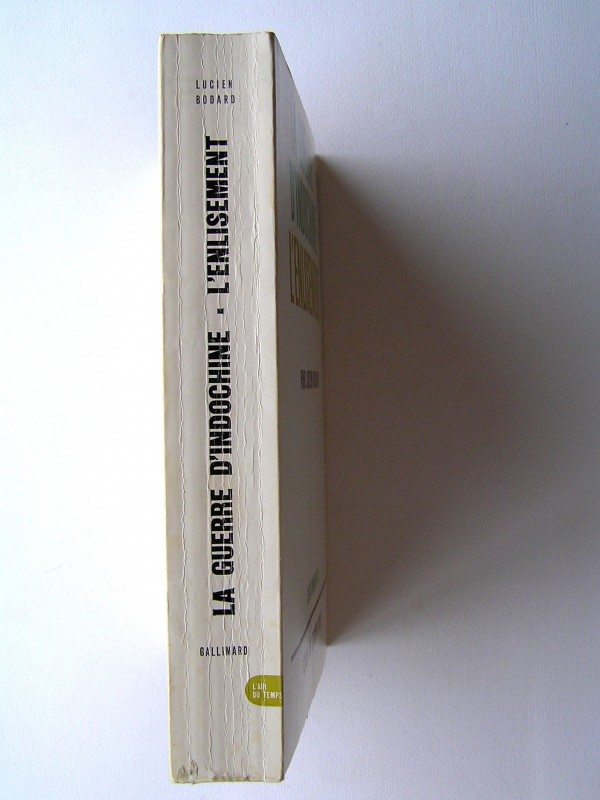 LUCIEN
BODARD
LA GUERRE D'INDOCHINE ▪ L'ENLISEMENT
GALLIMARD
L'AIR
DU TEMPS